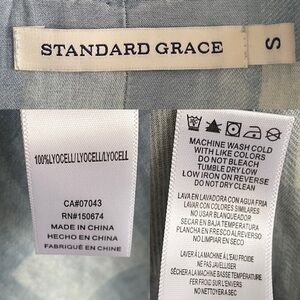 STANDARD GRACE
S
100%LYOCELL/LYOCELL/LYOCELL
CA#07043
RN#150674
MADE IN CHINA
HECHO EN CHINA
FABRIQUÉ EN CHINE
MACHINE WASH COLD
WITH LIKE COLORS
DO NOT BLEACH
TUMBLE DRY LOW
LOW IRON ON REVERSE
DO NOT DRY CLEAN
LAVA EN LAVADORA CON AGUA FRIA
LAVAR CON COLORES SIMILARES
NO USAR BLANQUEADOR
SECAR EN BAJA TEMPERATURA
PLANCHA EN FRESCO AL REVERSO
NO LIMPIAR EN SECO
LAVER À LA MACHINE À L'EAU FROIDE
NE PAS JAVELLISER
SÉCHER À LA MACHINE BASSE TEMPÉRATURE
FER FROID SUR L'ENVERS
NE PAS NETTOYER À SEC